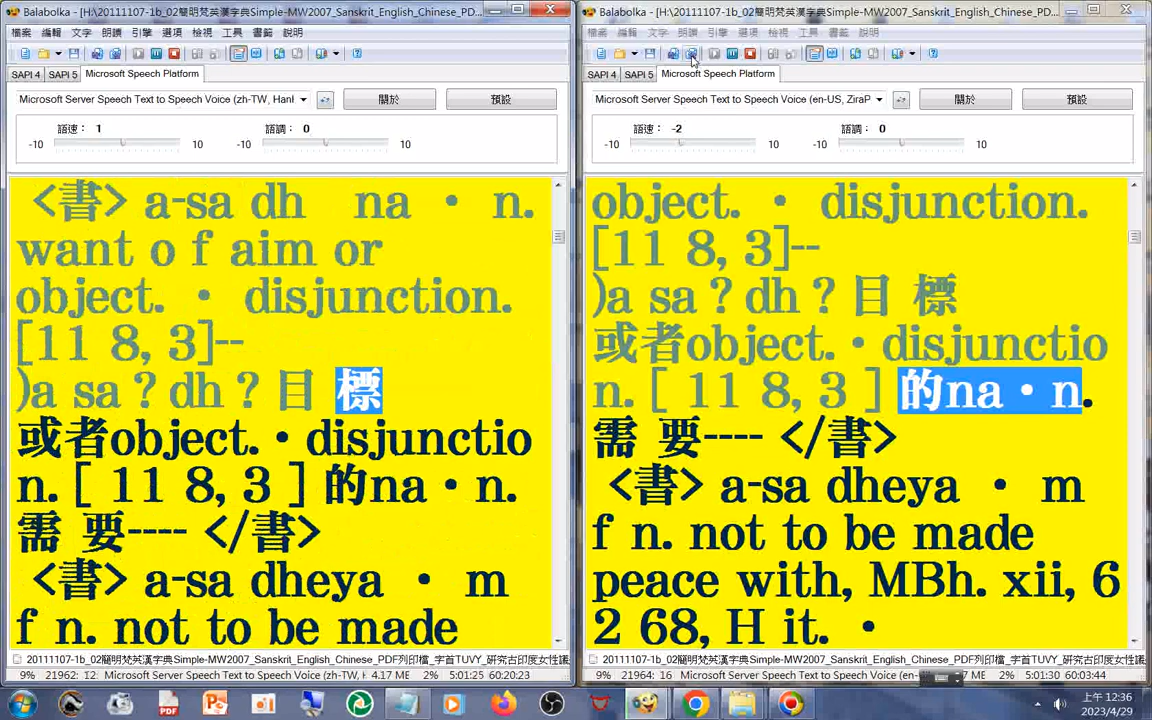 Balabolka - [H:\20111107-1b_02簡明梵英漢字典Simple-MW2007_Sanskrit_English_Chinese_PD...
檔案 編輯 文字 朗讀 引擎 選項 檢視 工具 書籤 說明
SAPI 4 SAPI 5 Microsoft Speech Platform
Microsoft Server Speech Text to Speech Voice (zh-TW, Hanl
關於 預設
語速: 1 語調: 0
-10 10 -10 10
<書> a-sa dh na · n.
want o f aim or
object. · disjunction.
[11 8, 3]--
)a sa ? dh ? 目 標
或者object.·disjunctio
n. [ 11 8, 3 ] 的na·n.
需 要---- </書>
<書> a-sa dheya · m
f n. not to be made
20111107-1b_02簡明梵英漢字典Simple-MW2007_Sanskrit_English_Chinese_PDF列印檔_字首TUVY_研究古印度女性議
9% 21962: 12: Microsoft Server Speech Text to Speech Voice (zh-TW, H 4.17 ME 2% 5:01:25 60:20:23
Balabolka - [H:\20111107-1b_02簡明梵英漢字典Simple-MW2007_Sanskrit_English_Chinese_PD...
檔案 編輯 文字 朗讀 引擎 選項 檢視 工具 書籤 說明
SAPI 4 SAPI 5 Microsoft Speech Platform
Microsoft Server Speech Text to Speech Voice (en-US, ZiraP
關於 預設
語速: -2 語調: 0
-10 10 -10 10
object. · disjunction.
[11 8, 3]--
)a sa ? dh ? 目 標
或者object.·disjunctio
n. [ 11 8, 3 ] 的na·n.
需 要---- </書>
<書> a-sa dheya · m
f n. not to be made
peace with, MBh. xii, 6
2 68, H it. ·
20111107-1b_02簡明梵英漢字典Simple-MW2007_Sanskrit_English_Chinese_PDF列印檔_字首TUVY_研究古印度女性議
9% 21964: 16 Microsoft Server Speech Text to Speech Voice (en-US 2% 5:01:30 60:03:44
PDF
上午 12:36
2023/4/29